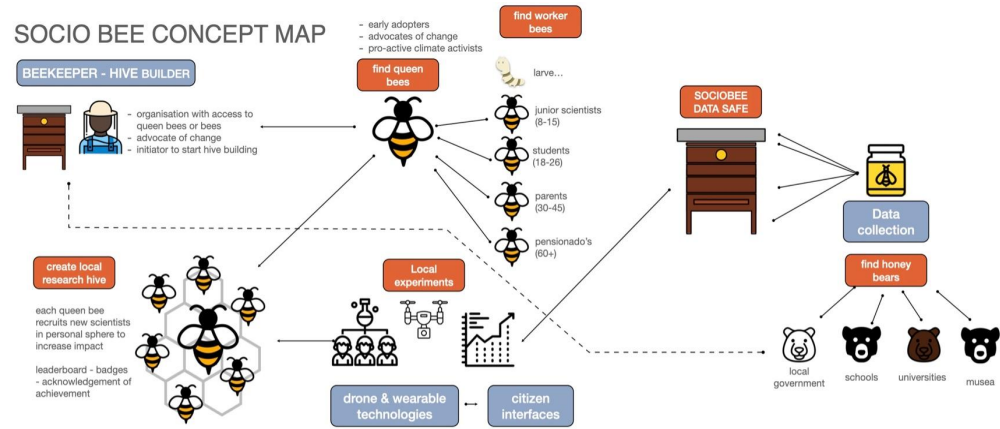 SOCIO BEE CONCEPT MAP
BEEKEEPER - HIVE BUILDER
- organisation with access to
queen bees or bees
- advocate of change
- initiator to start hive building
- early adopters
- advocates of change
- pro-active climate activists
find queen
bees
find worker
bees
larve...
junior scientists
(8-15)
students
(18-26)
parents
(30-45)
pensionado's
(60+)
SOCIOBEE
DATA SAFE
Data
collection
find honey
bears
local
government
schools
universities
musea
create local
research hive
each queen bee
recruits new scientists
in personal sphere to
increase impact
leaderboard - badges
- acknowledgement of
achievement
Local
experiments
drone & wearable
technologies
citizen
interfaces